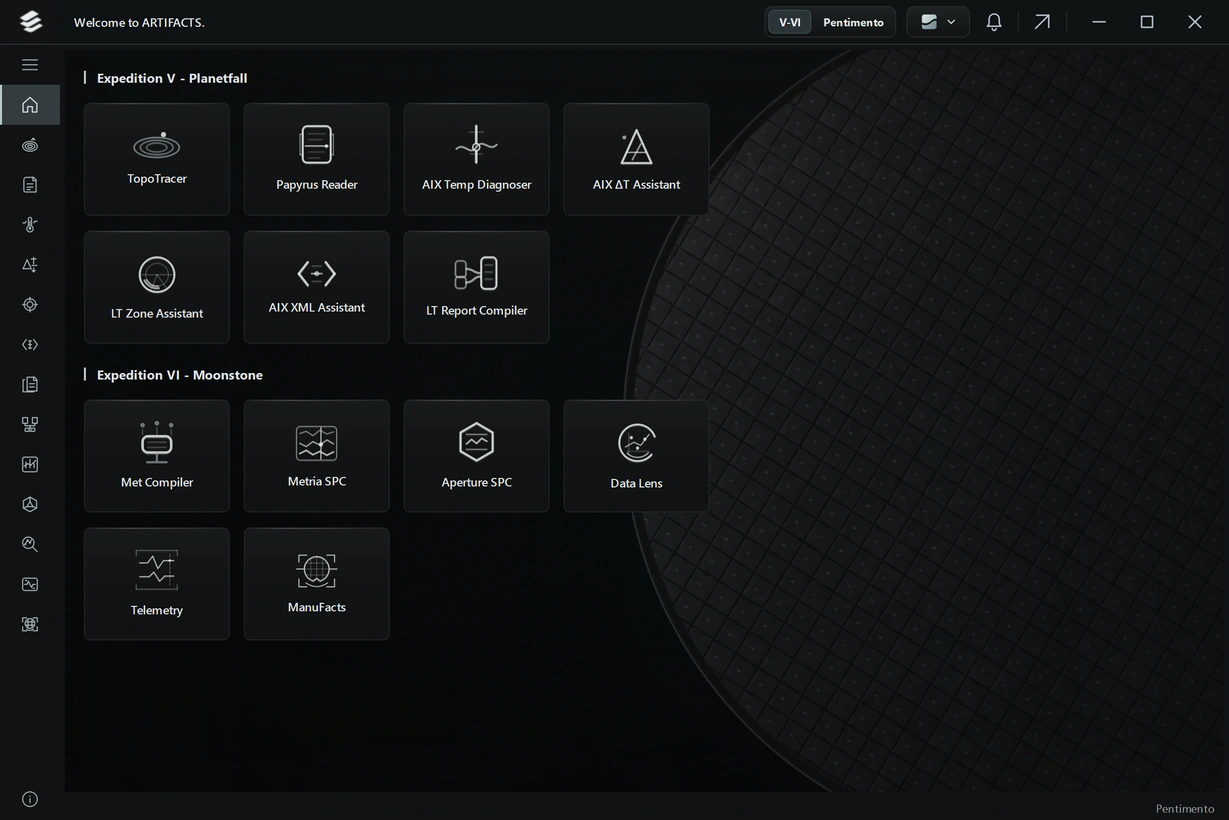 Welcome to ARTIFACTS.
V-VI Pentimento
Expedition V - Planetfall
TopoTracer
Papyrus Reader
AIX Temp Diagnoser
AIX ΔT Assistant
LT Zone Assistant
AIX XML Assistant
LT Report Compiler
Expedition VI - Moonstone
Met Compiler
Metria SPC
Aperture SPC
Data Lens
Telemetry
ManuFacts
Pentimento